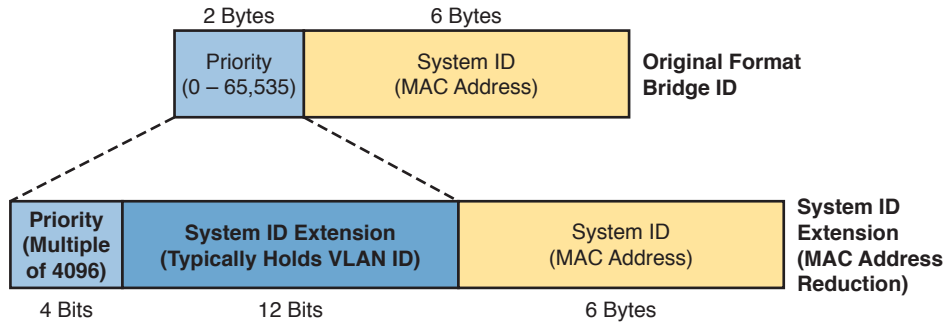 2 Bytes
6 Bytes
Priority
(0 – 65,535)
System ID
(MAC Address)
Original Format
Bridge ID
Priority
(Multiple
of 4096)
System ID Extension
(Typically Holds VLAN ID)
System ID
(MAC Address)
System ID
Extension
(MAC Address
Reduction)
4 Bits
12 Bits
6 Bytes